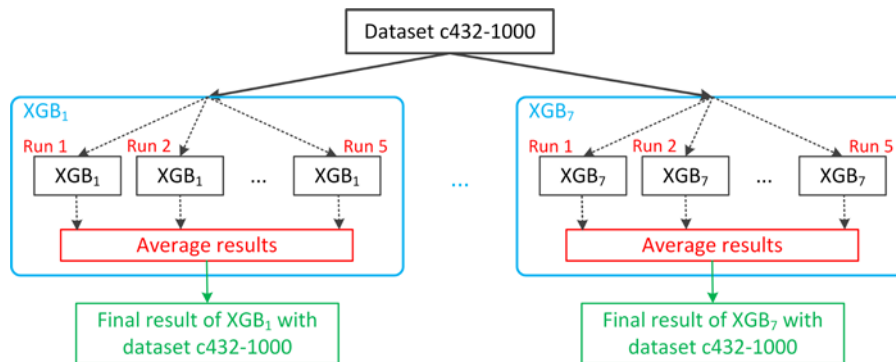 Dataset c432-1000
XGB₁
Run 1 Run 2 Run 5
XGB₁ XGB₁ ... XGB₁
Average results
Final result of XGB₁ with
dataset c432-1000
...
XGB₇
Run 1 Run 2 Run 5
XGB₇ XGB₇ ... XGB₇
Average results
Final result of XGB₇ with
dataset c432-1000